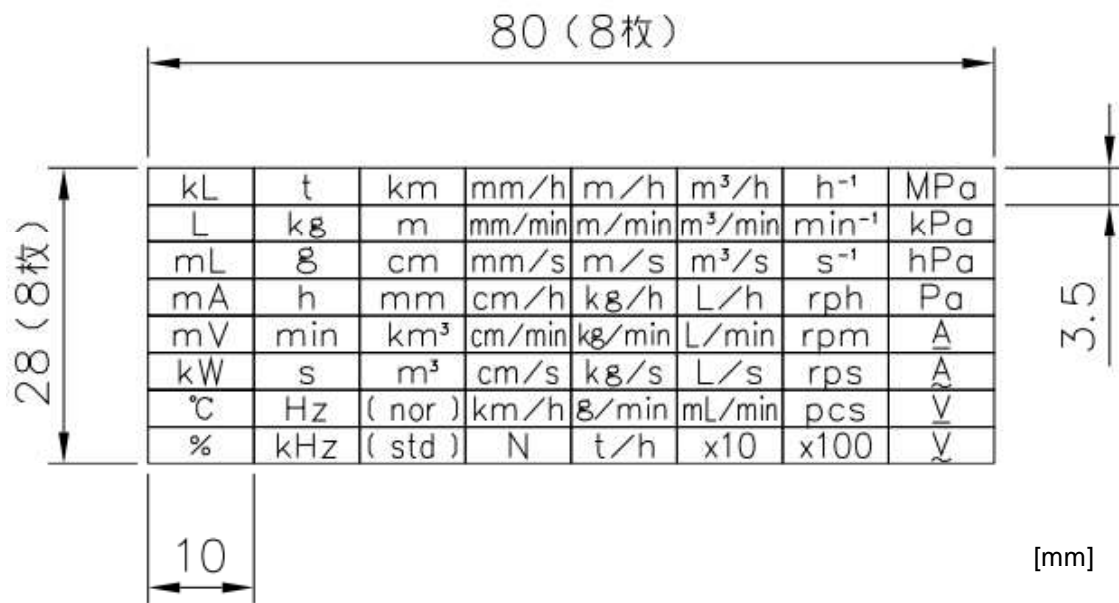 80 (8枚)
kL t km mm/h m/h m³/h h⁻¹ MPa
L kg m mm/min m/min m³/min min⁻¹ kPa
mL g cm mm/s m/s m³/s s⁻¹ hPa
mA h mm cm/h kg/h L/h rph Pa
mV min km³ cm/min kg/min L/min rpm A
kW s m³ cm/s kg/s L/s rps A
℃ Hz (nor) km/h g/min mL/min pcs V
% kHz (std) N t/h x10 x100 V
28 (8枚)
3.5
10
[mm]